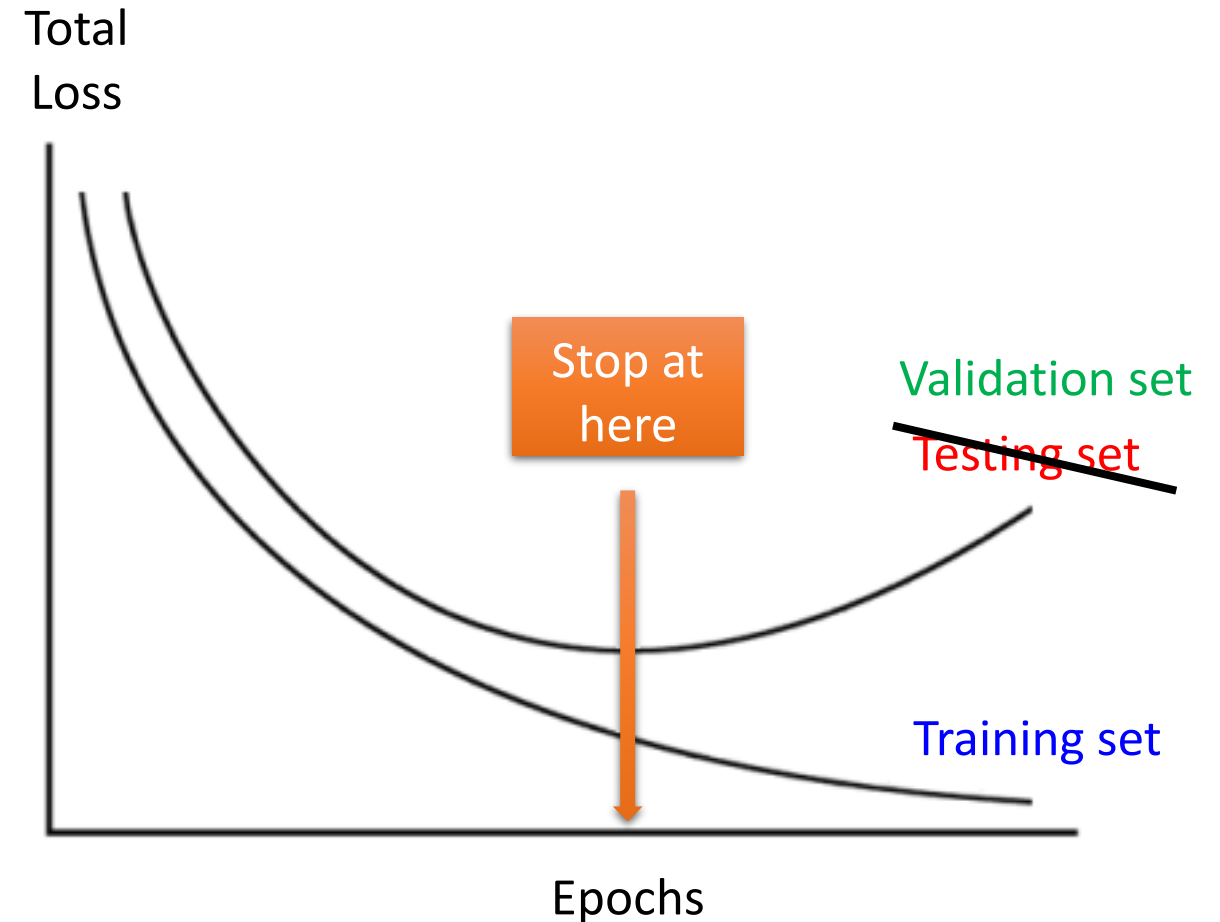 Total
Loss
Stop at
here
Validation set
Testing set
Training set
Epochs